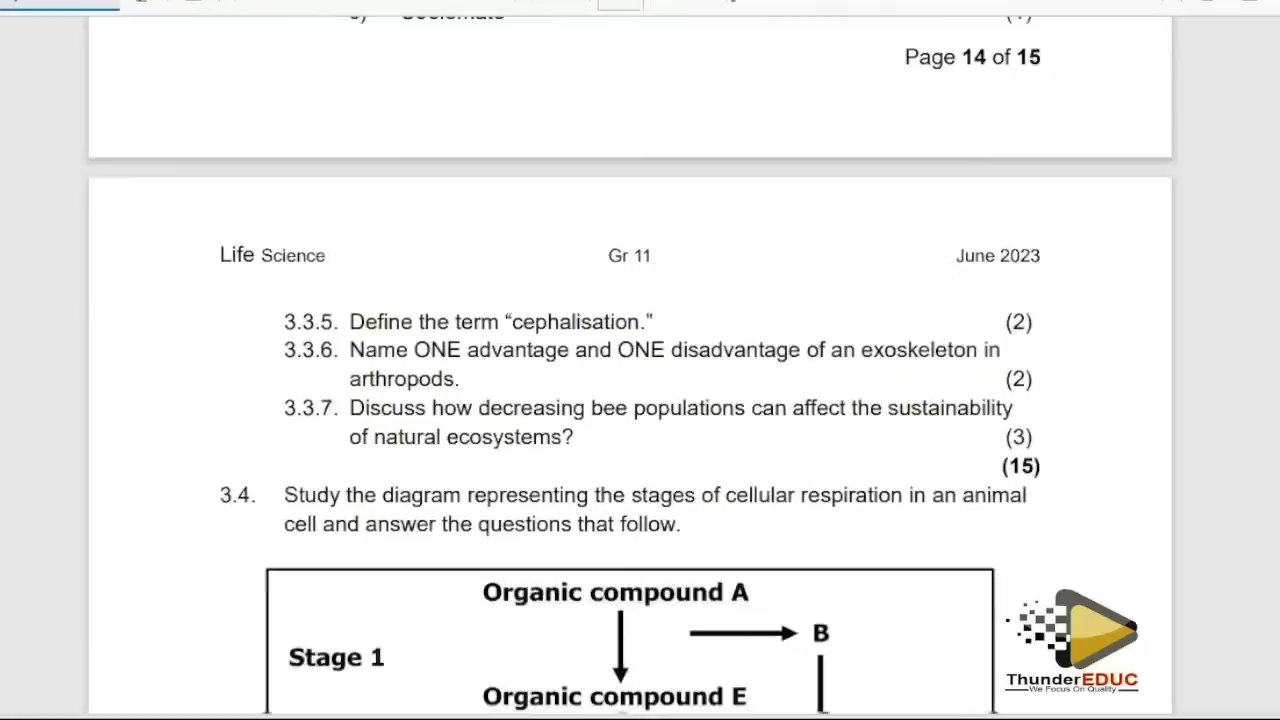 Page 14 of 15
Life Science Gr 11 June 2023
3.3.5. Define the term “cephalisation.” (2)
3.3.6. Name ONE advantage and ONE disadvantage of an exoskeleton in
arthropods. (2)
3.3.7. Discuss how decreasing bee populations can affect the sustainability
of natural ecosystems? (3)
(15)
3.4. Study the diagram representing the stages of cellular respiration in an animal
cell and answer the questions that follow.
Organic compound A
B
Stage 1
Organic compound E
ThunderEDUC
We Focus On Quality